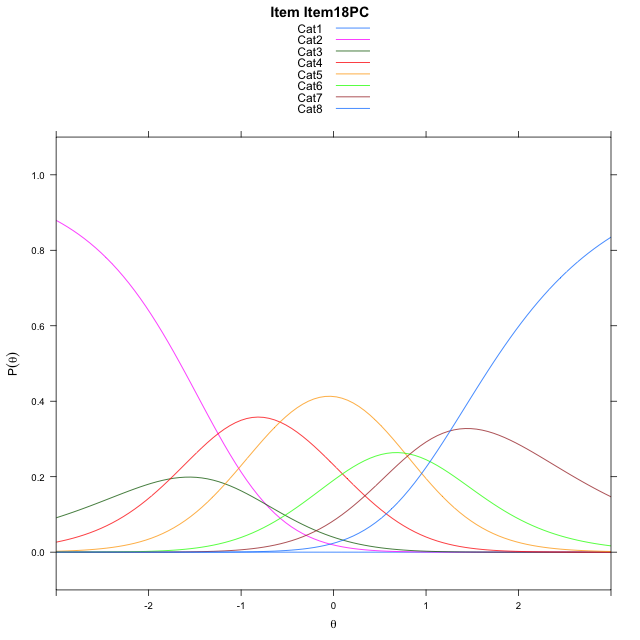 Item Item18PC
Cat1
Cat2
Cat3
Cat4
Cat5
Cat6
Cat7
Cat8
1.0
0.8
0.6
0.4
0.2
0.0
P(θ)
-2 -1 0 1 2
θ